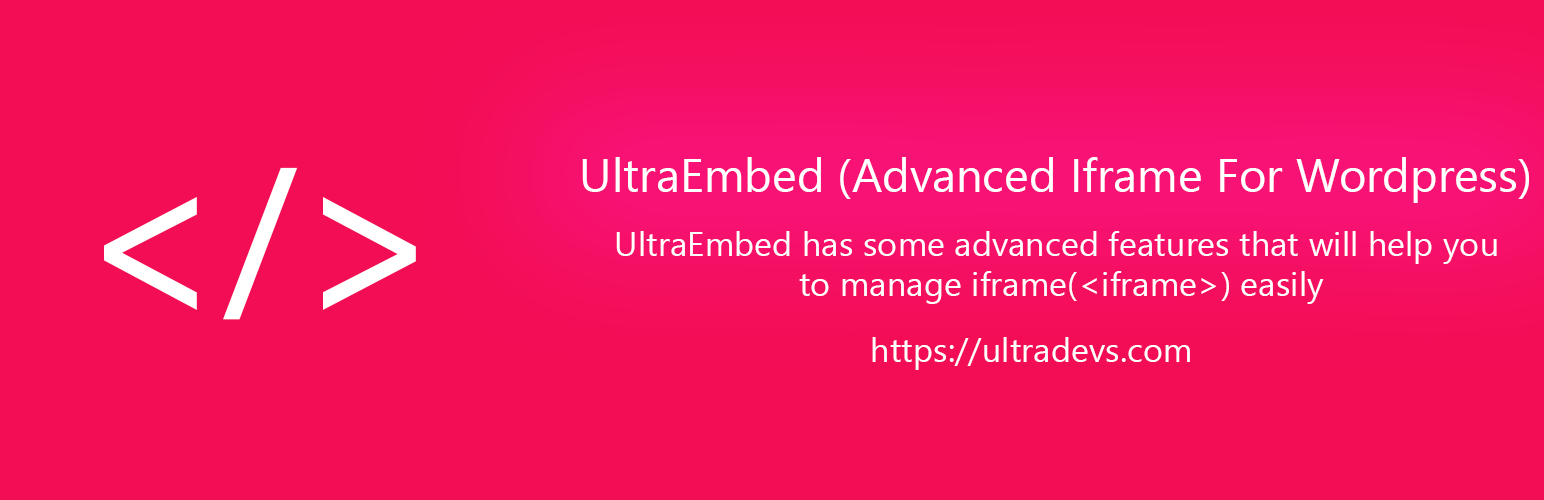 </>
UltraEmbed (Advanced Iframe For Wordpress)
UltraEmbed has some advanced features that will help you
to manage iframe(<iframe>) easily
https://ultradevs.com